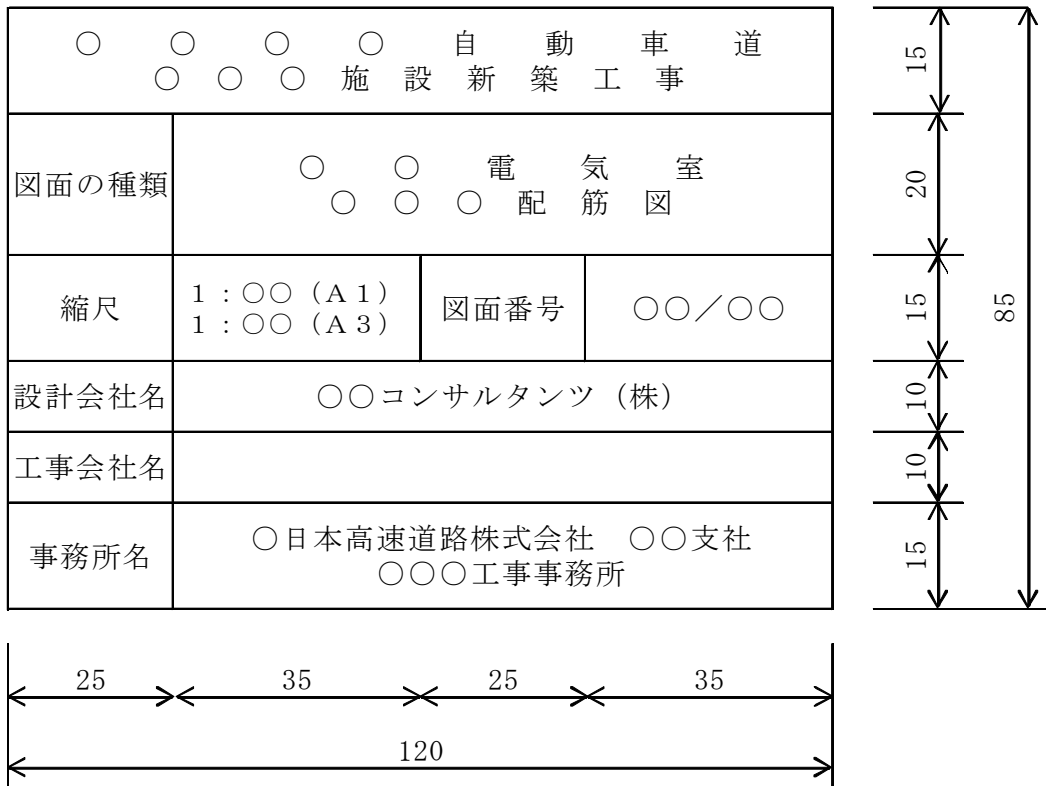 ○ ○ ○ ○ 自 動 車 道
○ ○ ○ 施 設 新 築 工 事
図面の種類
○ ○ 電 気 室
○ ○ ○ 配 筋 図
縮尺
１：○○（Ａ１）
１：○○（Ａ３）
図面番号
○○／○○
設計会社名
○○コンサルタンツ（株）
工事会社名
事務所名
○日本高速道路株式会社　○○支社
○○○工事事務所
15
20
15
10
10
15
85
25
35
25
35
120